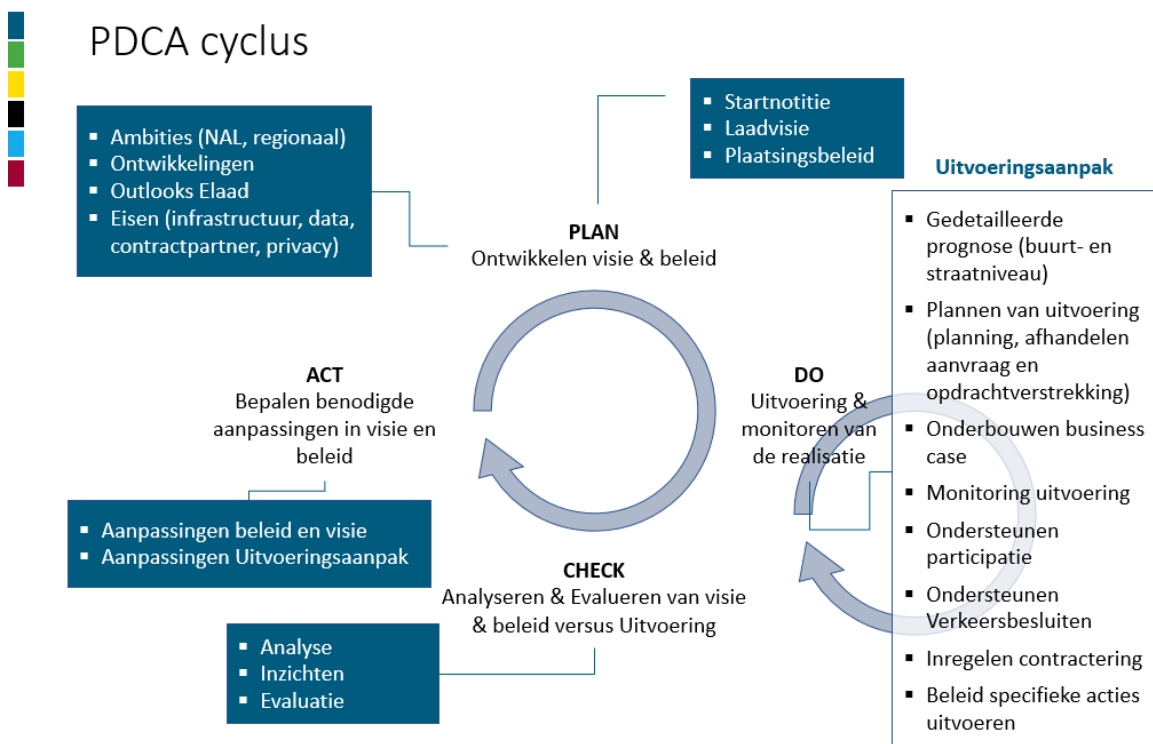 PDCA cyclus
▪ Ambities (NAL, regionaal)
▪ Ontwikkelingen
▪ Outlooks Elaad
▪ Eisen (infrastructuur, data,
contractpartner, privacy)
▪ Startnotitie
▪ Laadvisie
▪ Plaatsingsbeleid
PLAN
Ontwikkelen visie & beleid
Uitvoeringsaanpak
▪ Gedetailleerde
prognose (buurt- en
straatniveau)
▪ Plannen van uitvoering
(planning, afhandelen
aanvraag en
opdrachtverstrekking)
▪ Onderbouwen business
case
▪ Monitoring uitvoering
▪ Ondersteunen
participatie
▪ Ondersteunen
Verkeersbesluiten
▪ Inregelen contractering
▪ Beleid specifieke acties
uitvoeren
DO
Uitvoering &
monitoren van
de realisatie
ACT
Bepalen benodigde
aanpassingen in visie en
beleid
▪ Aanpassingen beleid en visie
▪ Aanpassingen Uitvoeringsaanpak
CHECK
Analyseren & Evalueren van visie
& beleid versus Uitvoering
▪ Analyse
▪ Inzichten
▪ Evaluatie